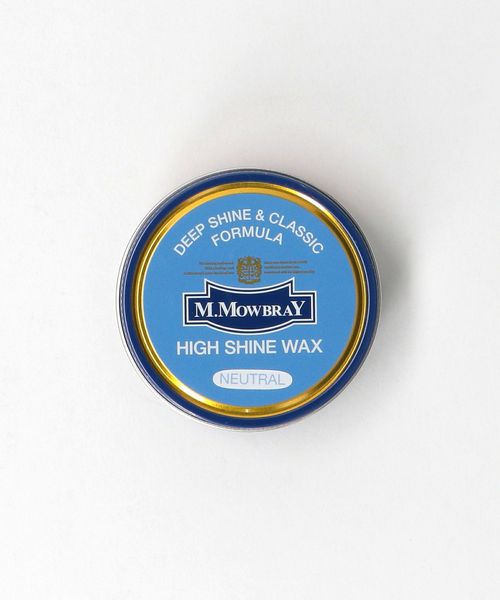 DEEP SHINE & CLASSIC
FORMULA
M.MOWBRAY
HIGH SHINE WAX
NEUTRAL